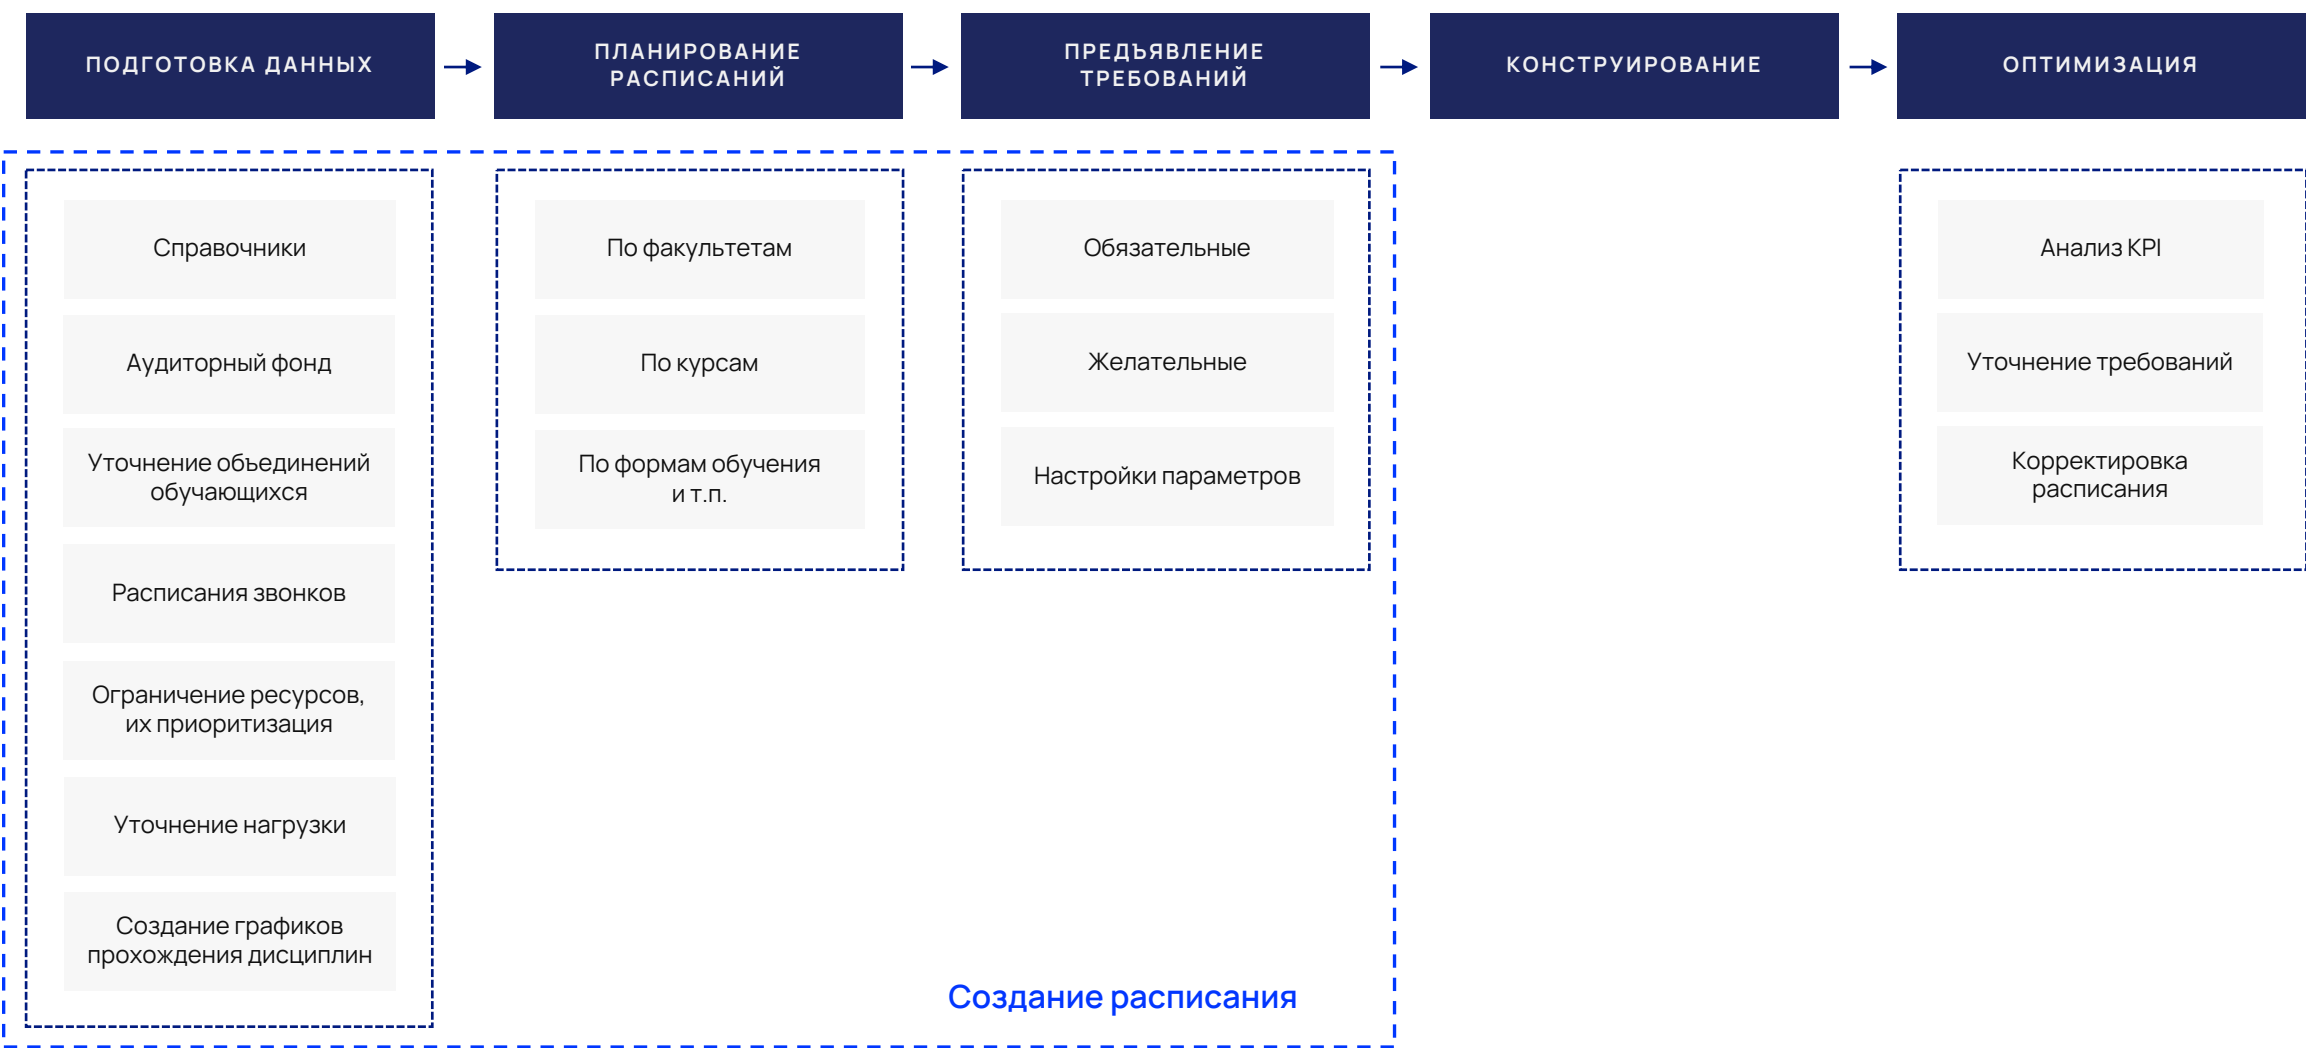 ПОДГОТОВКА ДАННЫХ
ПЛАНИРОВАНИЕ
РАСПИСАНИЙ
ПРЕДЪЯВЛЕНИЕ
ТРЕБОВАНИЙ
КОНСТРУИРОВАНИЕ
ОПТИМИЗАЦИЯ
Справочники
Аудиторный фонд
Уточнение объединений
обучающихся
Расписания звонков
Ограничение ресурсов,
их приоритизация
Уточнение нагрузки
Создание графиков
прохождения дисциплин
По факультетам
По курсам
По формам обучения
и т.п.
Обязательные
Желательные
Настройки параметров
Анализ KPI
Уточнение требований
Корректировка
расписания
Создание расписания